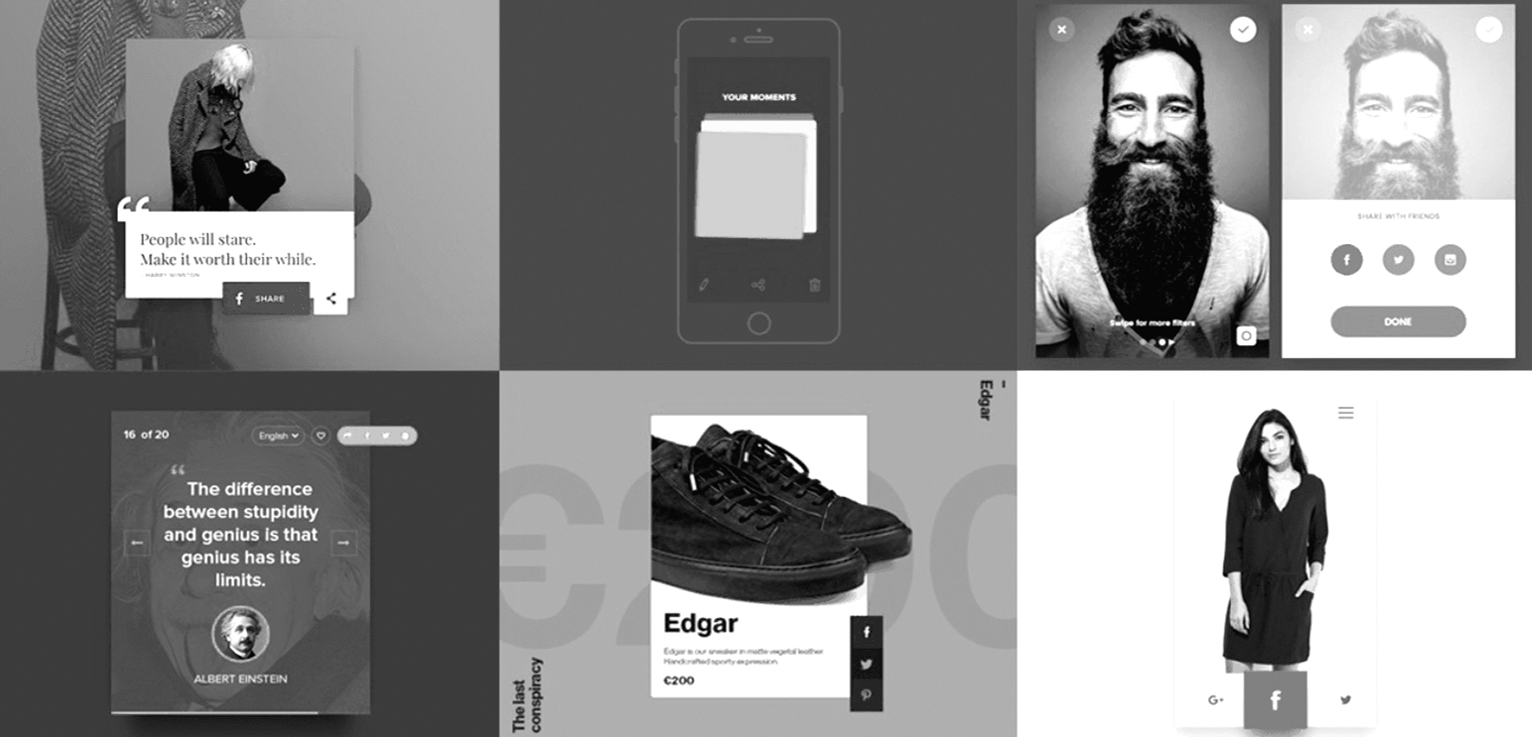 “
People will stare.
Make it worth their while.
- HARRY WINSTON
f SHARE
YOUR MOMENTS
Swipe for more filters
SHARE WITH FRIENDS
f
DONE
16 of 20
English
f
“
The difference
between stupidity
and genius is that
genius has its
limits.
ALBERT EINSTEIN
€200
Edgar
-
The last
conspiracy
Edgar
Edgar is our sneaker in matte vegetal leather
Handcrafted sporty expression.
€200
f
G+
f